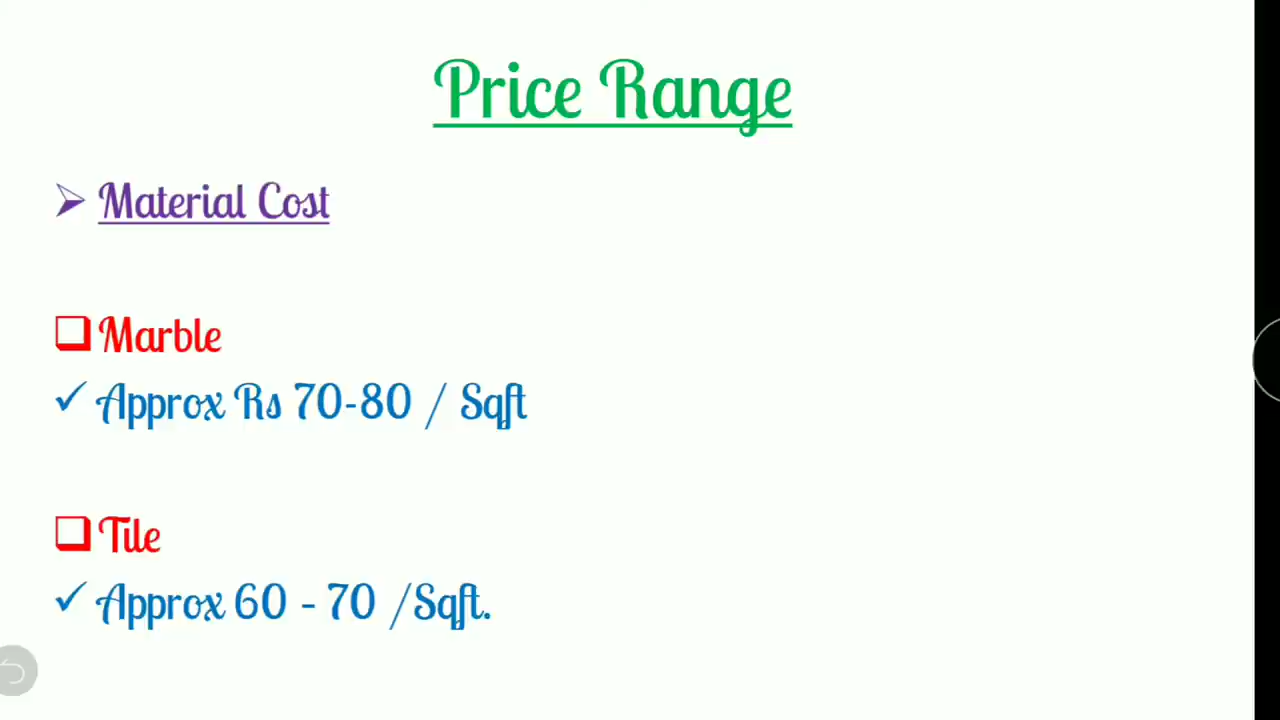 Price Range
Material Cost
Marble
Approx Rs 70-80 / Sqft
Tile
Approx 60 - 70 /Sqft.